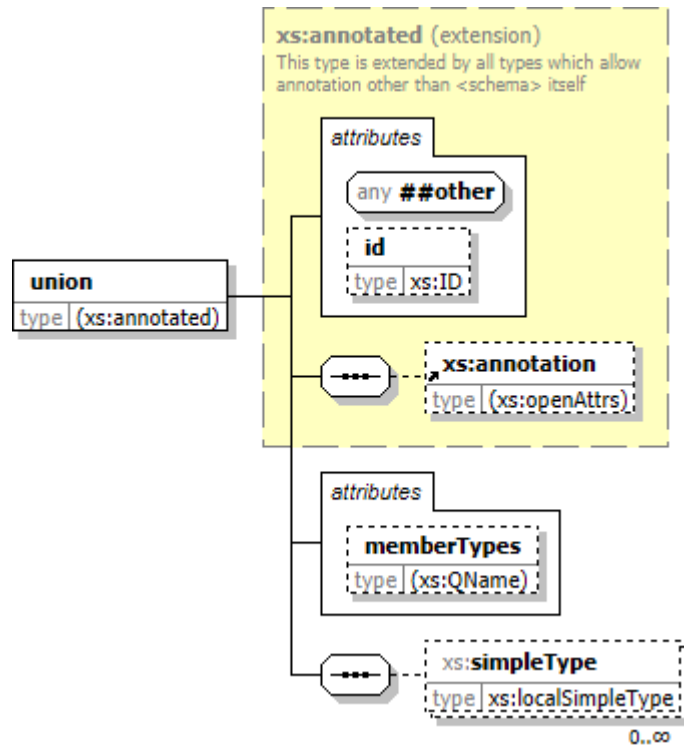 xs:annotated (extension)
This type is extended by all types which allow
annotation other than <schema> itself
attributes
any ##other
id
type xs:ID
union
type (xs:annotated)
xs:annotation
type (xs:openAttrs)
attributes
memberTypes
type (xs:QName)
xs:simpleType
type xs:localSimpleType
0..∞